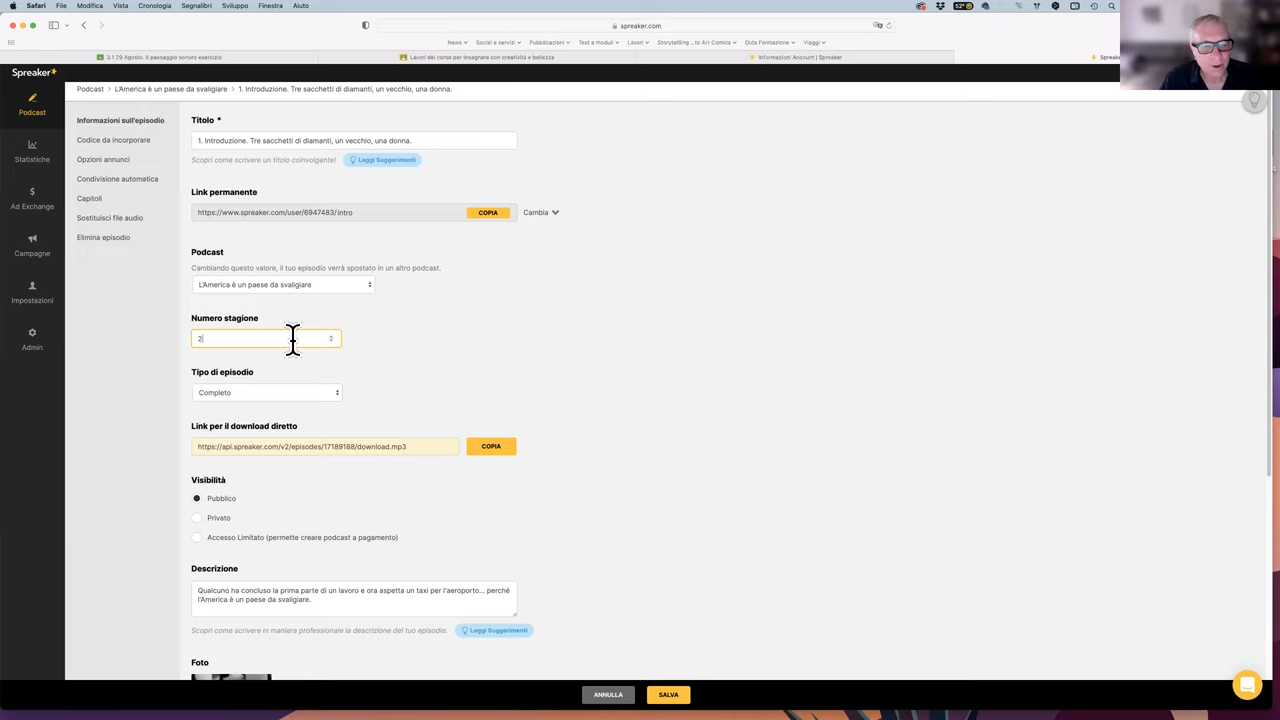 Safari File Modifica Vista Cronologia Segnalibri Sviluppo Finestra Aiuto
52°
spreaker.com
News Social e servizi Pubblicazioni Test e moduli Lavori Storytelling ...to Art Comics Dida Formazione Viaggi
3.1 29 Agosto. Il paesaggio sonoro esercizio
Lavori del corso per insegnare con creatività e bellezza
Informazioni Account | Spreaker
Spreake
Spreaker
Podcast > L'America è un paese da svaligiare > 1. Introduzione. Tre sacchetti di diamanti, un vecchio, una donna.
Podcast
Statistiche
Ad Exchange
Campagne
Impostazioni
Admin
Informazioni sull'episodio
Codice da incorporare
Opzioni annunci
Condivisione automatica
Capitoli
Sostituisci file audio
Elimina episodio
Titolo *
1. Introduzione. Tre sacchetti di diamanti, un vecchio, una donna.
Scopri come scrivere un titolo coinvolgente! Leggi Suggerimenti
Link permanente
https://www.spreaker.com/user/6947483/ intro COPIA Cambia
Podcast
Cambiando questo valore, il tuo episodio verrà spostato in un altro podcast.
L'America è un paese da svaligiare
Numero stagione
2
Tipo di episodio
Completo
Link per il download diretto
https://api.spreaker.com/v2/episodes/17189188/download.mp3 COPIA
Visibilità
Pubblico
Privato
Accesso Limitato (permette creare podcast a pagamento)
Descrizione
Qualcuno ha concluso la prima parte di un lavoro e ora aspetta un taxi per l'aeroporto... perché
l'America è un paese da svaligiare.
Scopri come scrivere in maniera professionale la descrizione del tuo episodio. Leggi Suggerimenti
Foto
ANNULLA SALVA